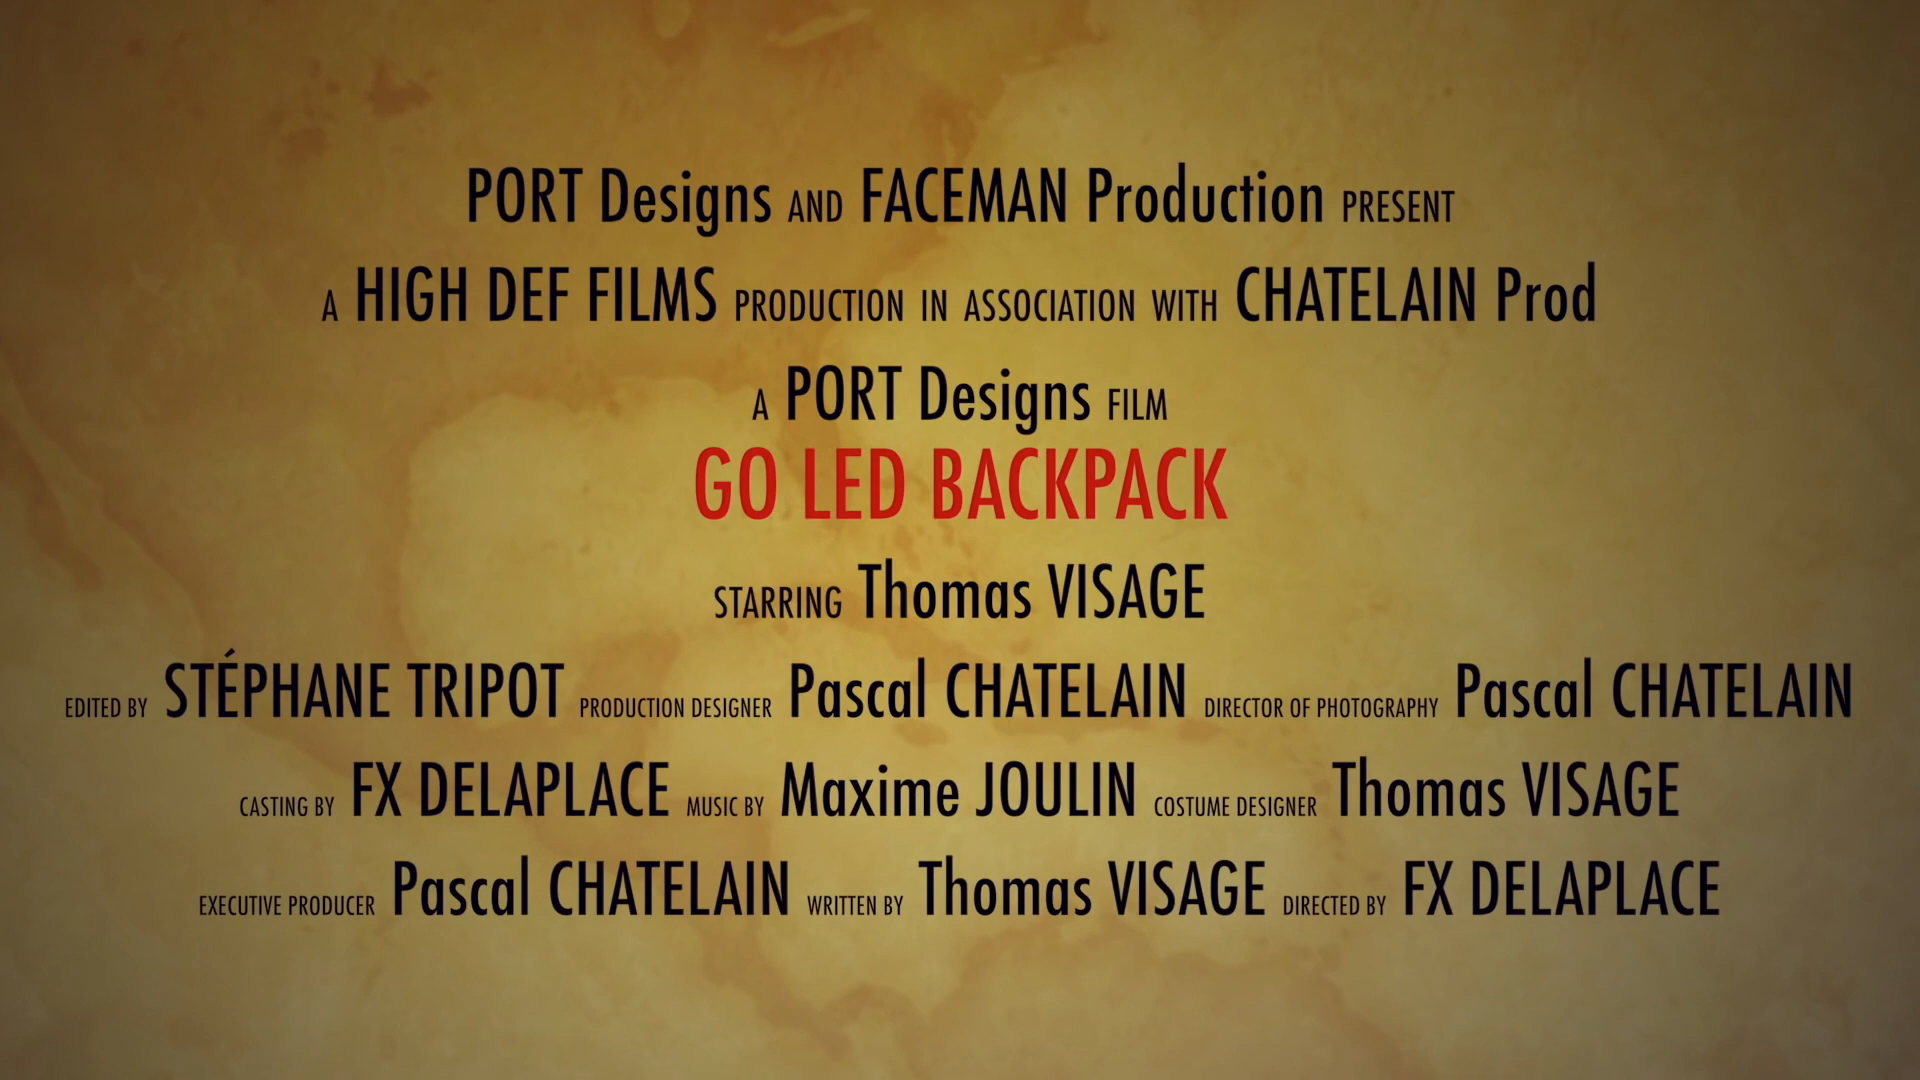 PORT Designs AND FACEMAN Production PRESENT
A HIGH DEF FILMS PRODUCTION IN ASSOCIATION WITH CHATELAIN Prod
A PORT Designs FILM
GO LED BACKPACK
STARRING Thomas VISAGE
EDITED BY STÉPHANE TRIPOT PRODUCTION DESIGNER Pascal CHATELAIN DIRECTOR OF PHOTOGRAPHY Pascal CHATELAIN
CASTING BY FX DELAPLACE MUSIC BY Maxime JOULIN COSTUME DESIGNER Thomas VISAGE
EXECUTIVE PRODUCER Pascal CHATELAIN WRITTEN BY Thomas VISAGE DIRECTED BY FX DELAPLACE